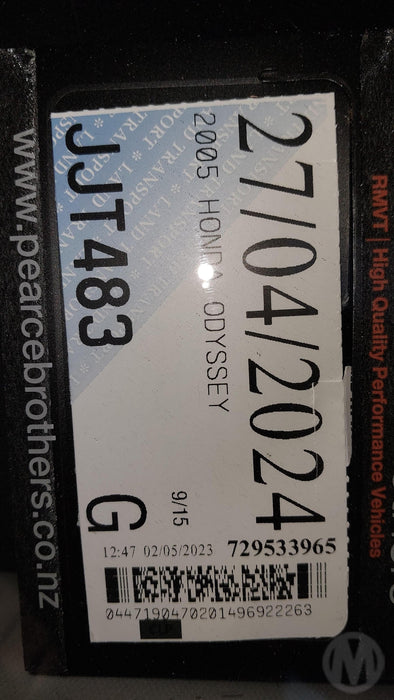 RMVT | High Quality Performance Vehicles
27/04/2024
2005 HONDA ODYSSEY
LAND TRANSPORT
JJT483
9/15
G
12:47 02/05/2023 729533965
0447190470201496922263
www.pearcebrothers.co.nz
M